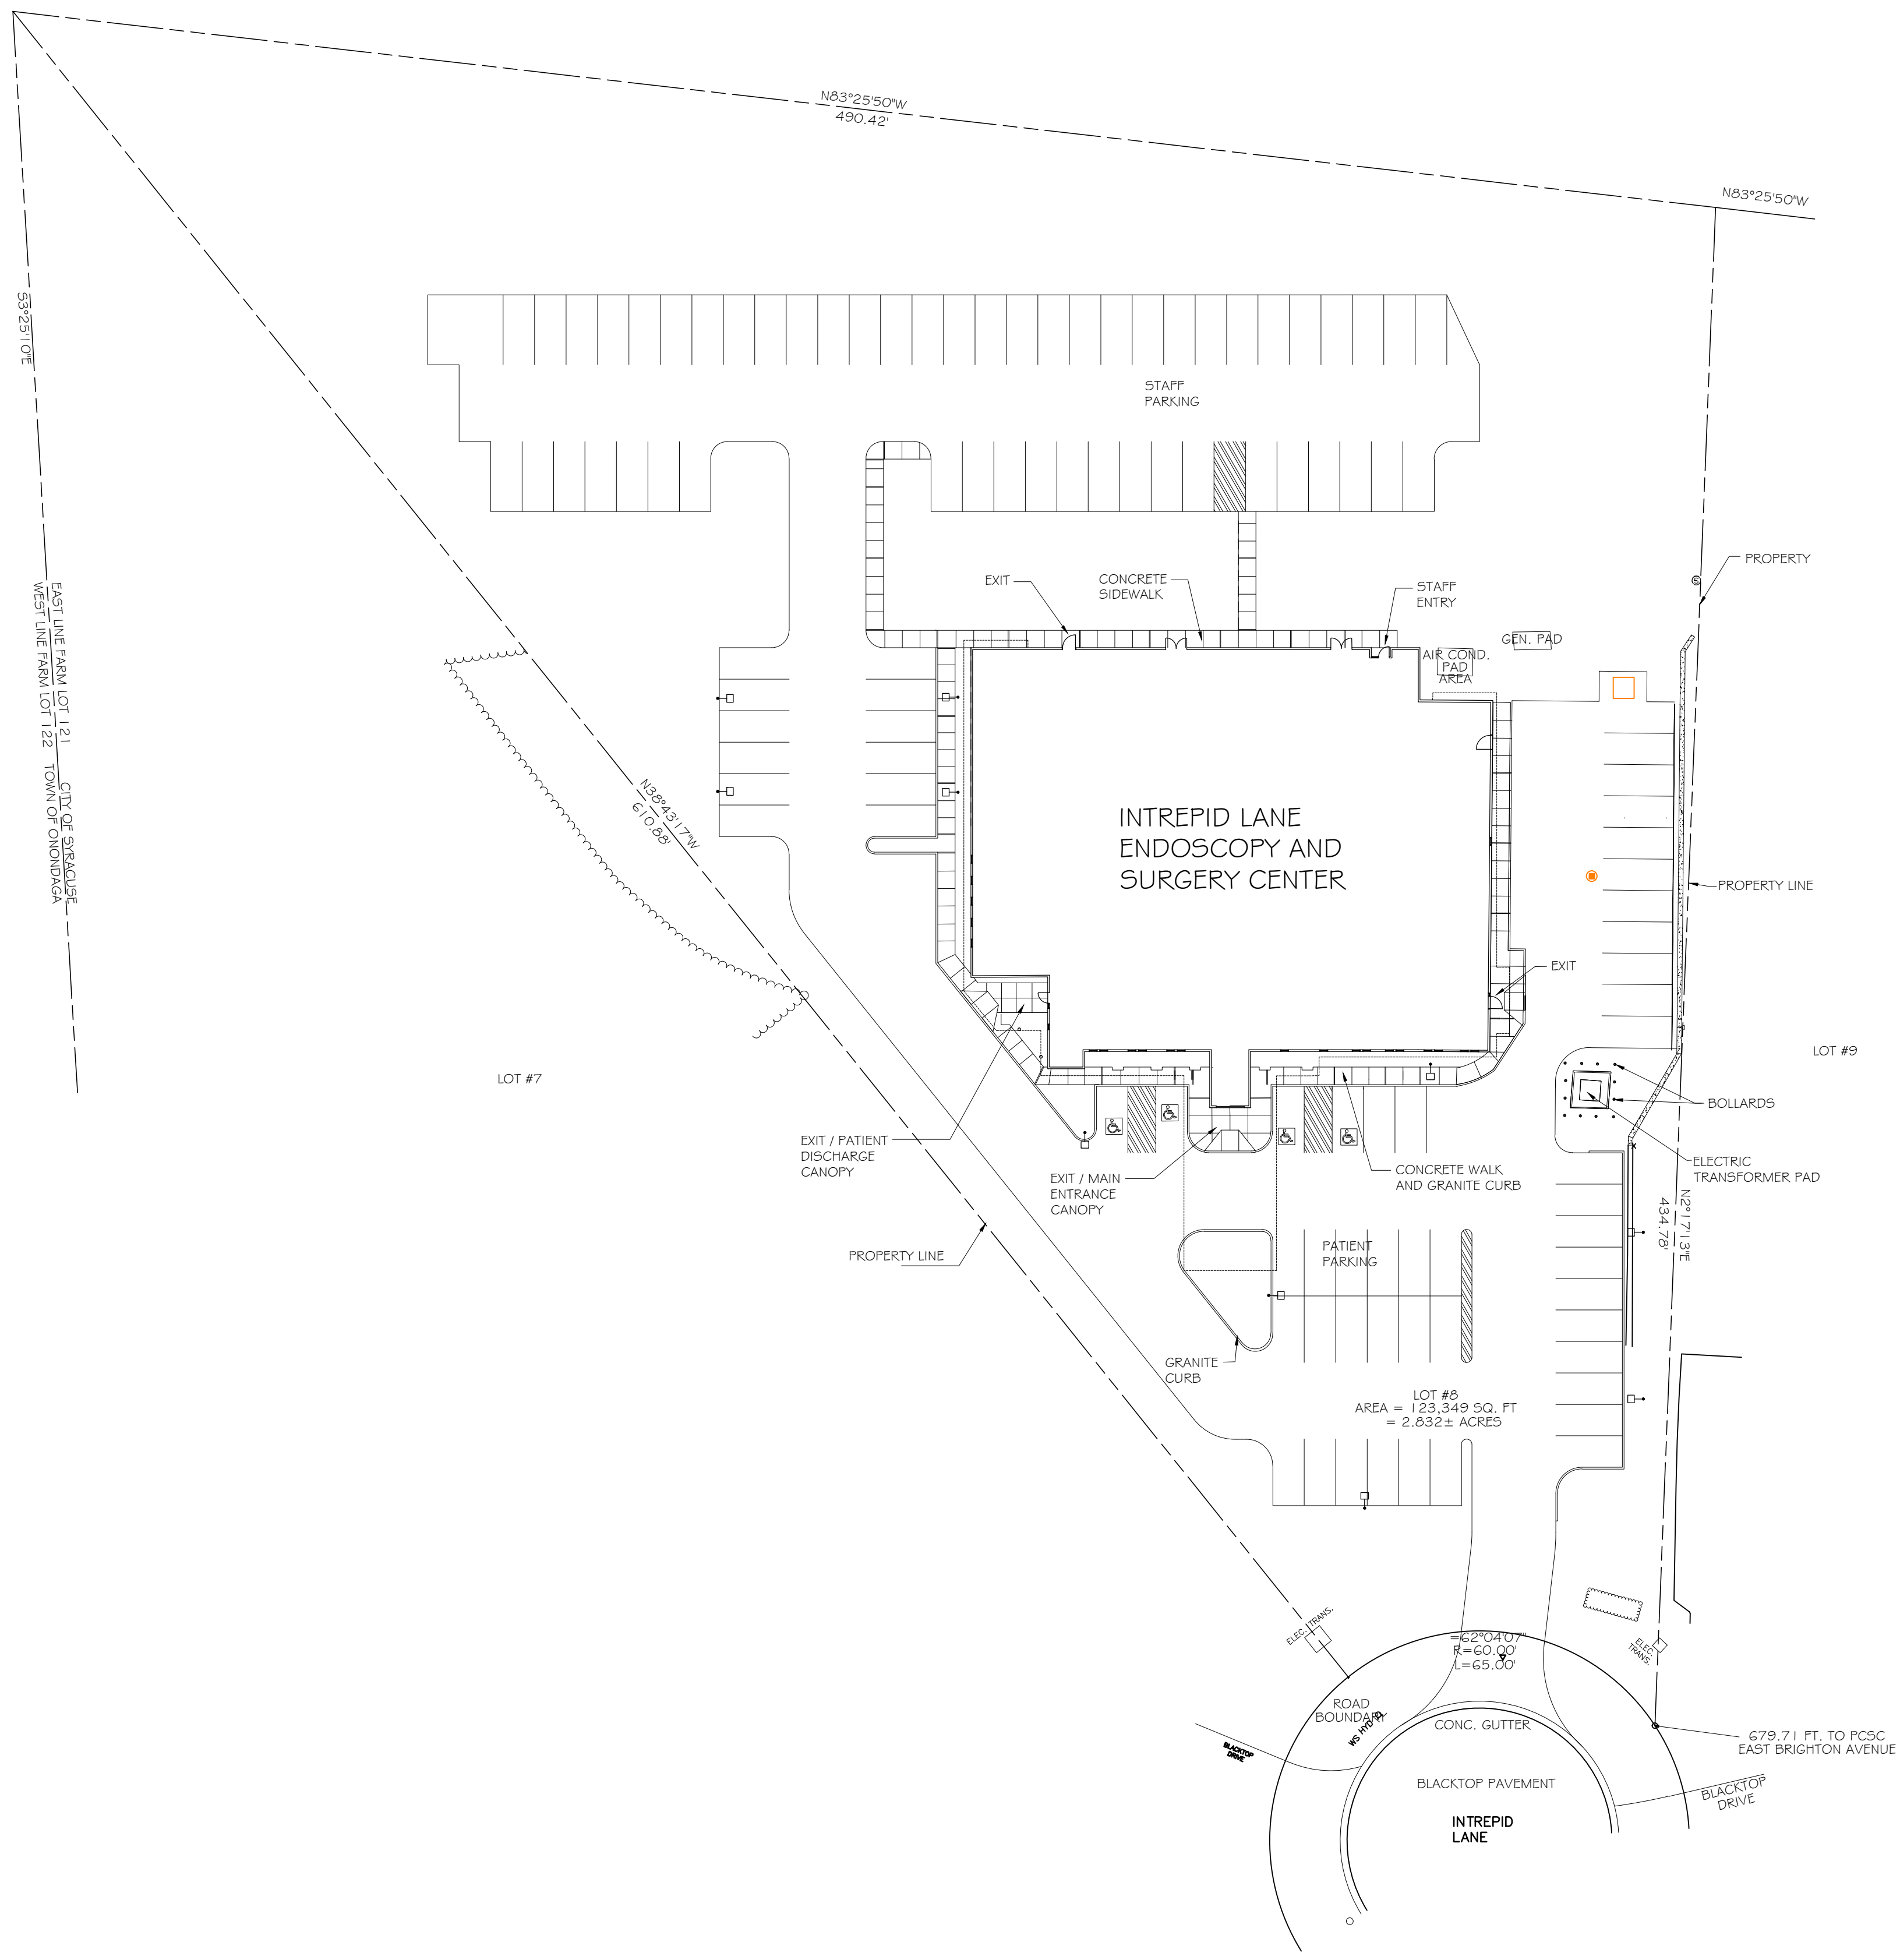 N83°25'50"W
490.42'
N83°25'50"W
S3°25'10"E
STAFF
PARKING
PROPERTY
EXIT
CONCRETE
SIDEWALK
STAFF
ENTRY
GEN. PAD
AIR COND.
PAD
AREA
EAST LINE FARM LOT 121 CITY OF SYRACUSE
WEST LINE FARM LOT 122 TOWN OF ONONDAGA
N38°43'17"W
610.88'
INTREPID LANE
ENDOSCOPY AND
SURGERY CENTER
PROPERTY LINE
EXIT
LOT #7
LOT #9
BOLLARDS
EXIT / PATIENT
DISCHARGE
CANOPY
EXIT / MAIN
ENTRANCE
CANOPY
CONCRETE WALK
AND GRANITE CURB
ELECTRIC
TRANSFORMER PAD
N2°17'13"E
434.78'
PROPERTY LINE
PATIENT
PARKING
GRANITE
CURB
LOT #8
AREA = 123,349 SQ. FT
= 2.832± ACRES
ELEC. TRANS.
=62°04'07"
R=60.00'
L=65.00'
ELEC.
TRANS.
ROAD
BOUNDARY
WS HYD
CONC. GUTTER
679.71 FT. TO PCSC
EAST BRIGHTON AVENUE
BLACKTOP
DRIVE
BLACKTOP PAVEMENT
BLACKTOP
DRIVE
INTREPID
LANE